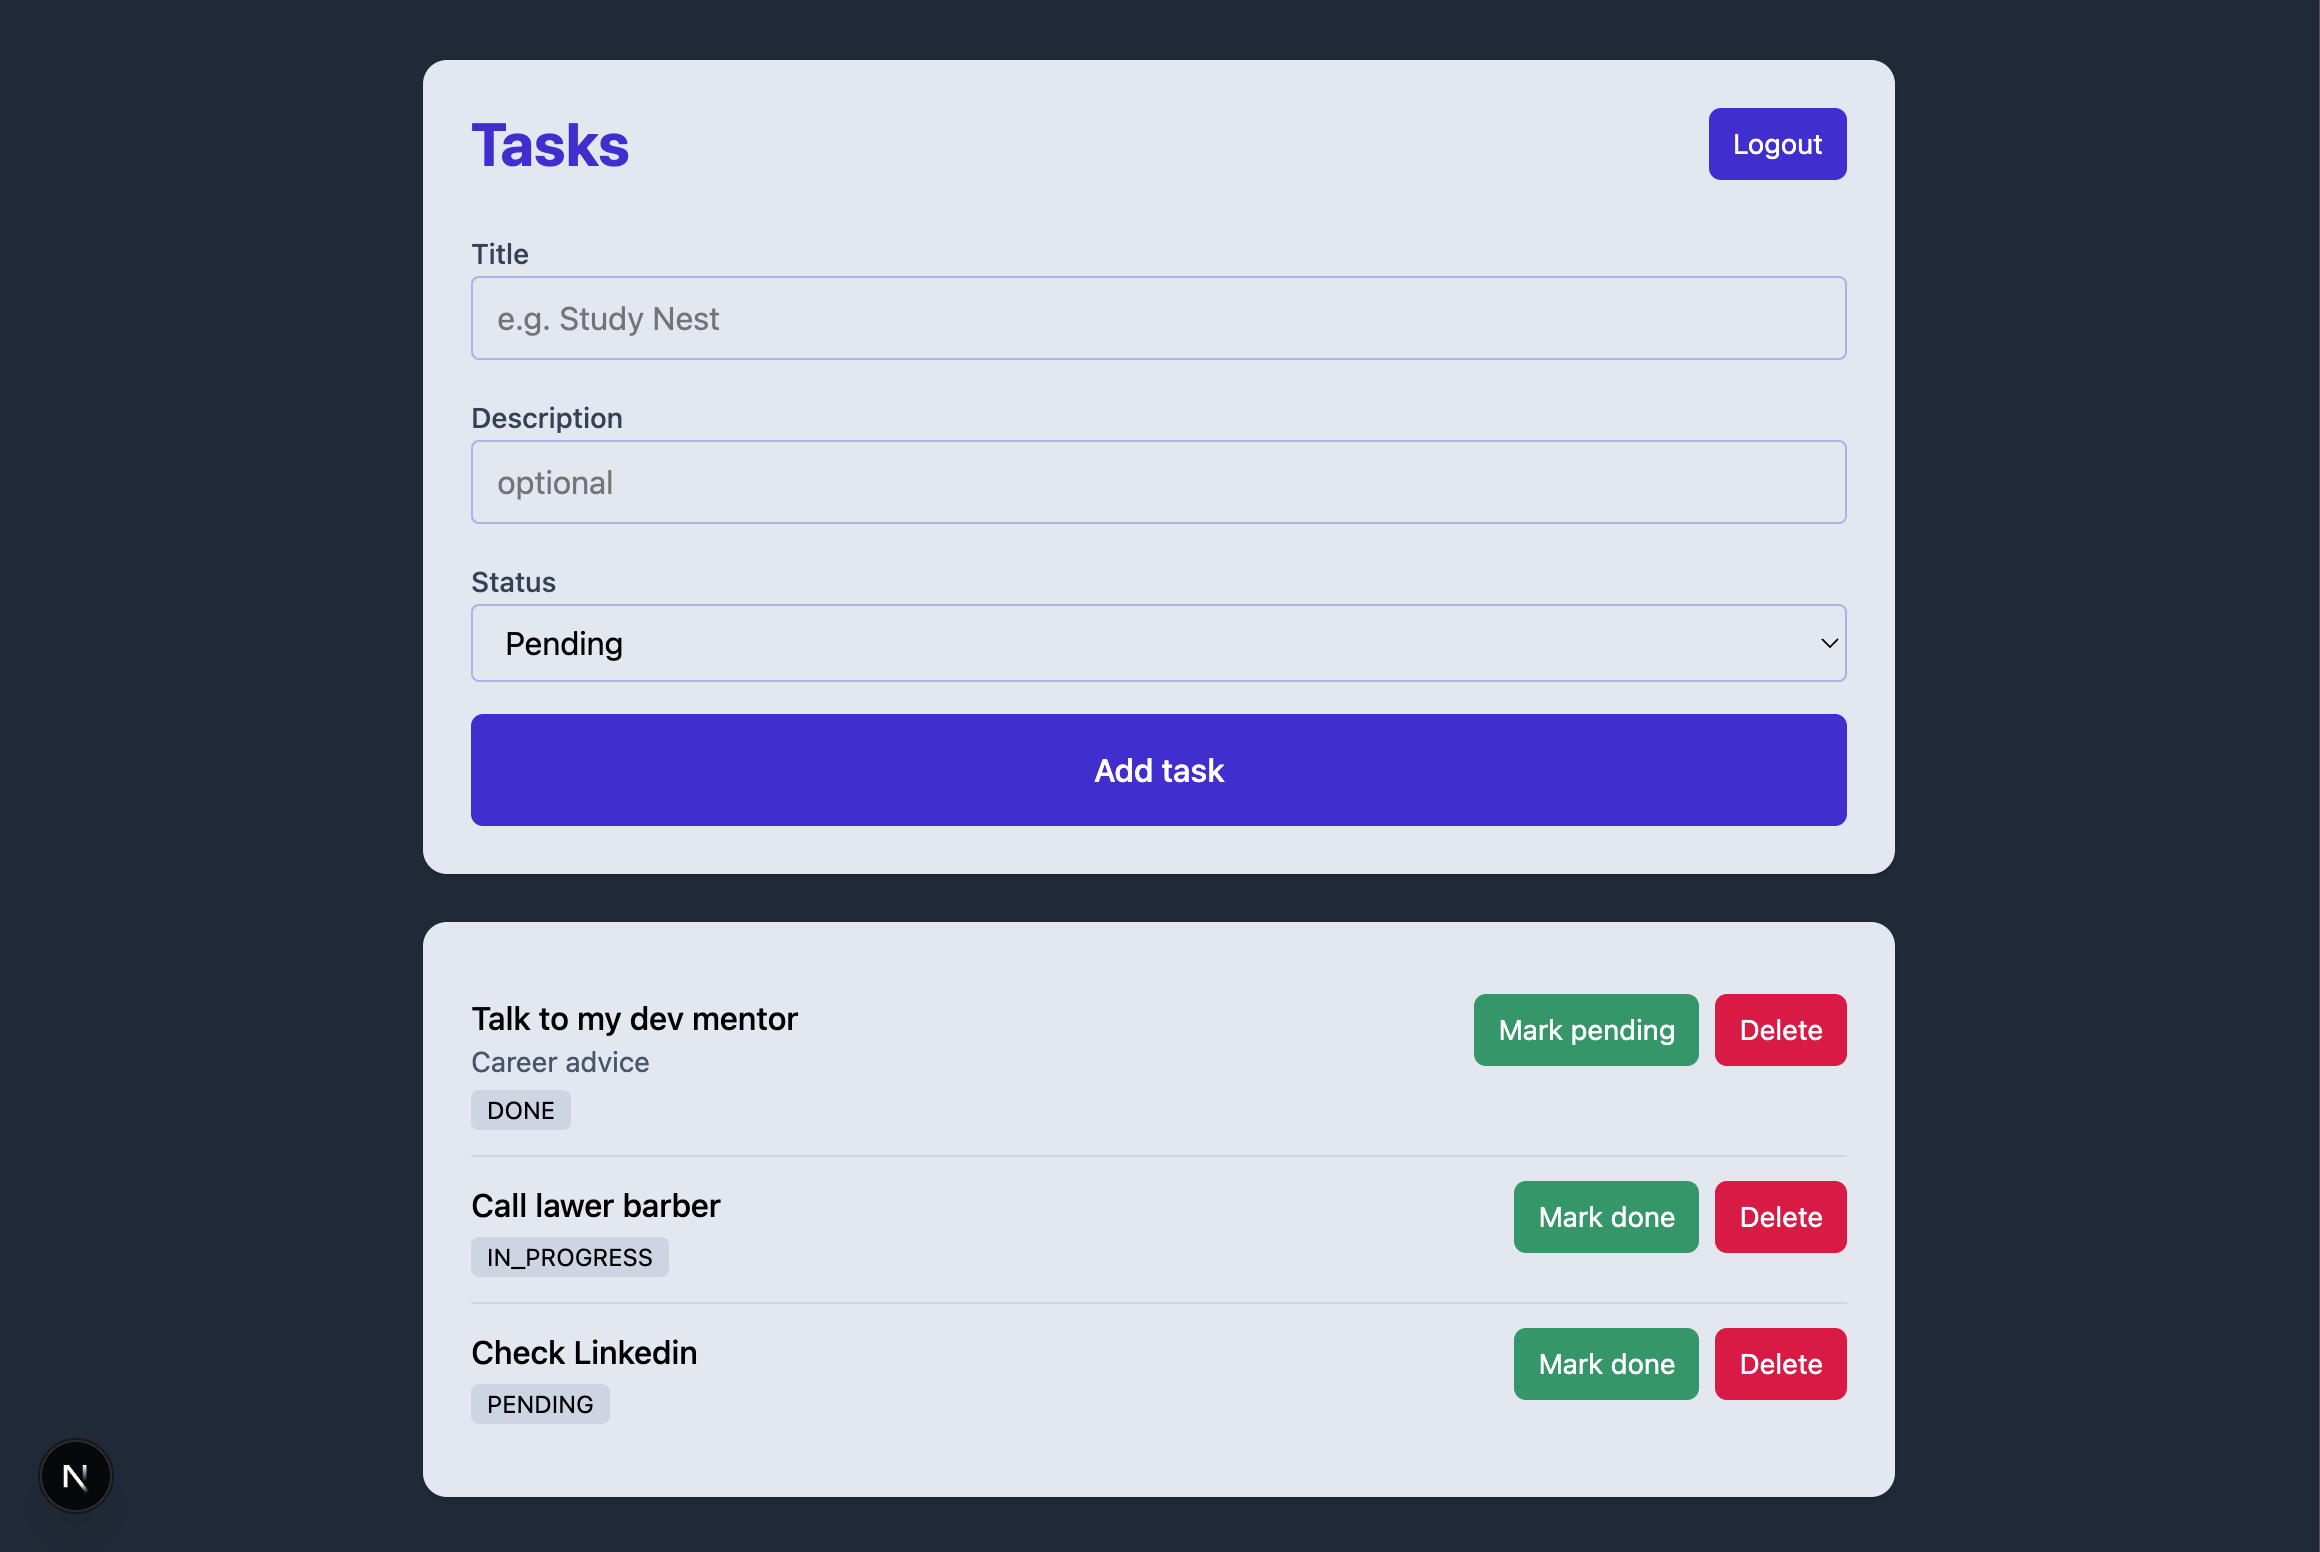 Tasks
Logout
Title
e.g. Study Nest
Description
optional
Status
Pending
Add task
Talk to my dev mentor
Mark pending
Delete
Career advice
DONE
Call lawer barber
Mark done
Delete
IN_PROGRESS
Check Linkedin
Mark done
Delete
PENDING
N